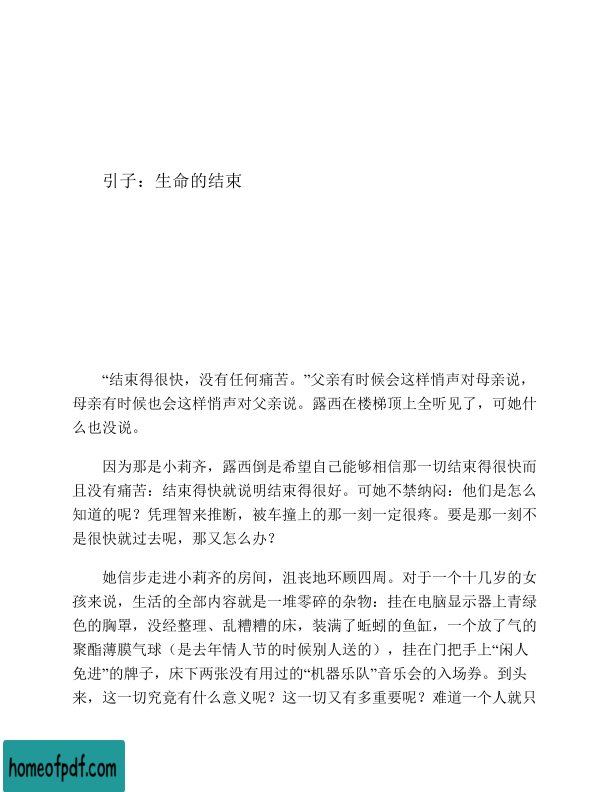 引子：生命的结束
“结束得很快，没有任何痛苦。”父亲有时候会这样悄声对母亲说，
母亲有时候也会这样悄声对父亲说。露西在楼梯顶上全听见了，可她什
么也没说。
因为那是小莉齐，露西倒是希望自己能够相信那一切结束得很快而
且没有痛苦：结束得快就说明结束得很好。可她不禁纳闷：他们是怎么
知道的呢？凭理智来推断，被车撞上的那一刻一定很疼。要是那一刻不
是很快就过去呢，那又怎么办？
她信步走进小莉齐的房间，沮丧地环顾四周。对于一个十几岁的女
孩来说，生活的全部内容就是一堆零碎的杂物：挂在电脑显示器上青绿
色的胸罩，没经整理、乱糟糟的床，装满了蚯蚓的鱼缸，一个放了气的
聚酯薄膜气球（是去年情人节的时候别人送的），挂在门把手上“闲人
免进”的牌子，床下两张没有用过的“机器乐队”音乐会的入场券。到头
来，这一切究竟有什么意义呢？这一切又有多重要呢？难道一个人就只
homeofpdf.com